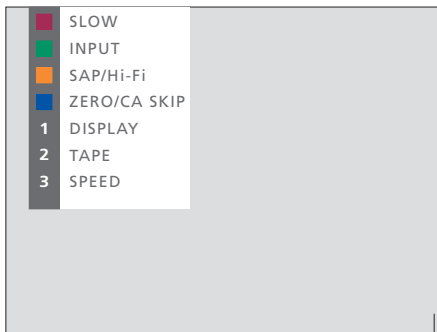 SLOW
INPUT
SAP/Hi-Fi
ZERO/CA SKIP
1 DISPLAY
2 TAPE
3 SPEED